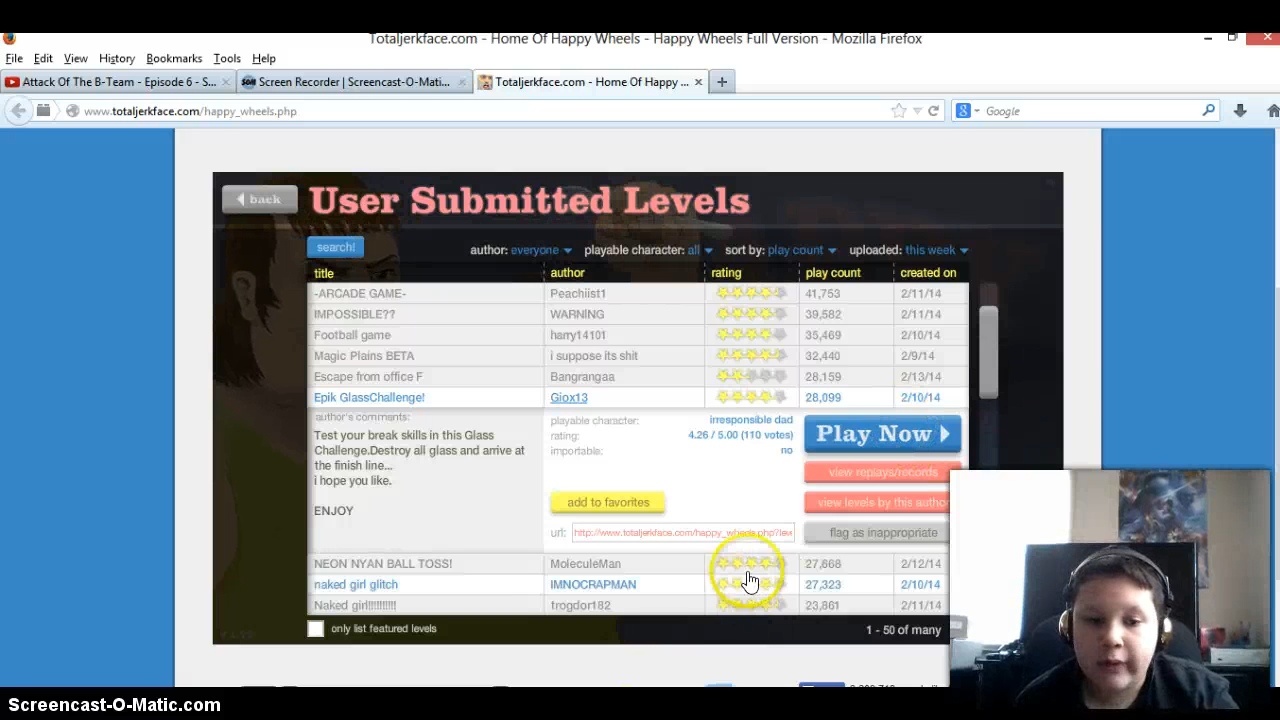 Totaljerkface.com - Home Of Happy Wheels - Happy Wheels Full Version - Mozilla Firefox
File Edit View History Bookmarks Tools Help
Attack Of The B-Team - Episode 6 - S... Screen Recorder | Screencast-O-Mati... Totaljerkface.com - Home Of Happy ...
www.totaljerkface.com/happy_wheels.php Google
back User Submitted Levels
search! author: everyone playable character: all sort by: play count uploaded: this week
title author rating play count created on
-ARCADE GAME- Peachiist1 41,753 2/11/14
IMPOSSIBLE?? WARNING 39,582 2/11/14
Football game harry14101 35,469 2/10/14
Magic Plains BETA i suppose its shit 32,440 2/9/14
Escape from office F Bangrangaa 28,159 2/13/14
Epik GlassChallenge! Giox13 28,099 2/10/14
author's comments:
Test your break skills in this Glass
Challenge.Destroy all glass and arrive at
the finish line...
i hope you like.
ENJOY
playable character: irresponsible dad
rating: 4.26 / 5.00 (110 votes)
importable: no
add to favorites
url: http://www.totaljerkface.com/happy_wheels.php?lev
Play Now
view replays/records
view levels by this autho
flag as inappropriate
NEON NYAN BALL TOSS! MoleculeMan 27,668 2/12/14
naked girl glitch IMNOCRAPMAN 27,323 2/10/14
Naked girl!!!!!!!!!! trogdor182 23,861 2/11/14
only list featured levels 1 - 50 of many
Screencast-O-Matic.com